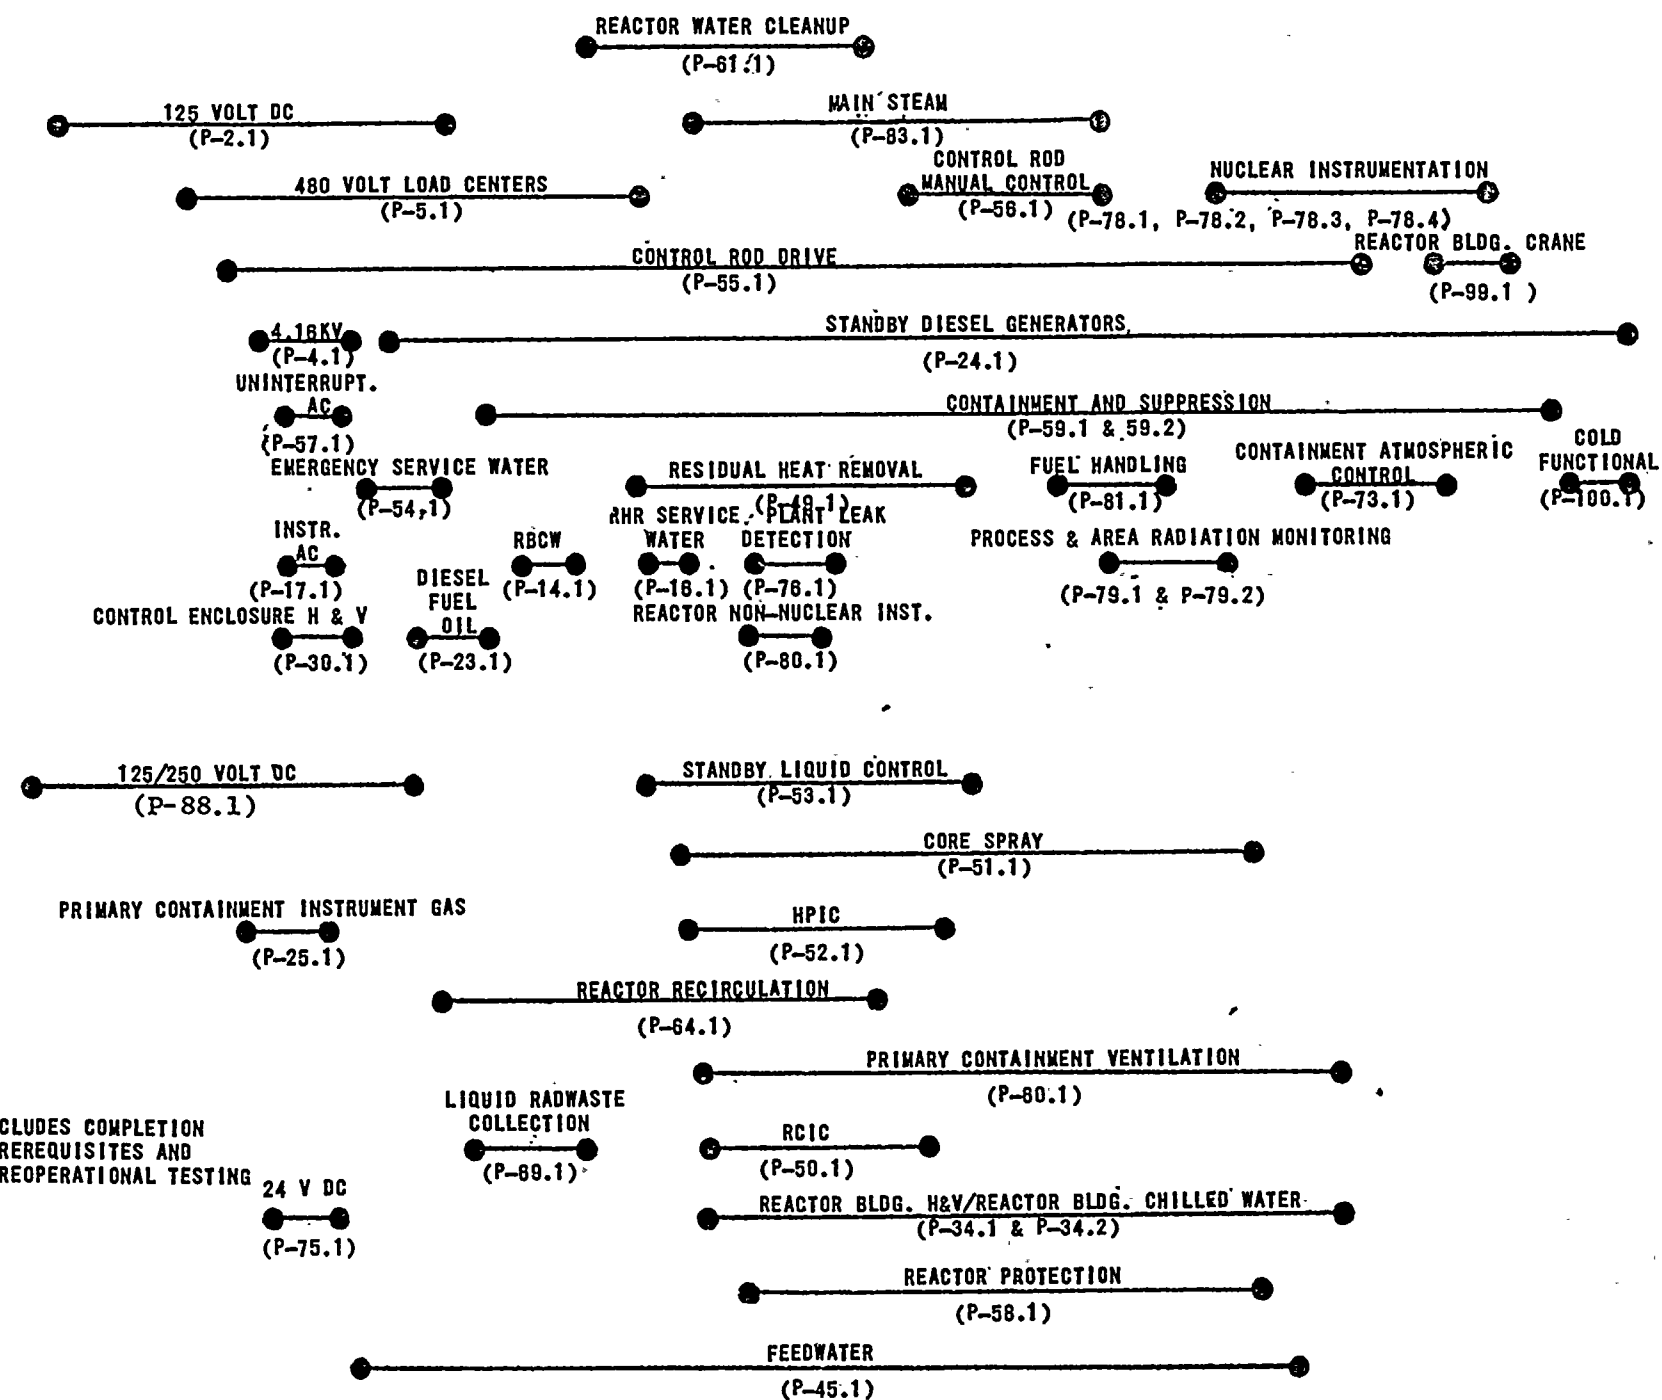 REACTOR WATER CLEANUP
(P-61.1)
125 VOLT DC
(P-2.1)
MAIN STEAM
(P-83.1)
480 VOLT LOAD CENTERS
(P-5.1)
CONTROL ROD
MANUAL CONTROL
(P-56.1)
NUCLEAR INSTRUMENTATION
(P-78.1, P-78.2, P-78.3, P-78.4)
CONTROL ROD DRIVE
(P-55.1)
REACTOR BLDG. CRANE
(P-99.1 )
4.16KV
(P-4.1)
STANDBY DIESEL GENERATORS
(P-24.1)
UNINTERRUPT.
AC
(P-57.1)
CONTAINMENT AND SUPPRESSION
(P-59.1 & 59.2)
EMERGENCY SERVICE WATER
(P-54.1)
RESIDUAL HEAT REMOVAL
(P-49.1)
FUEL HANDLING
(P-81.1)
CONTAINMENT ATMOSPHERIC
CONTROL
(P-73.1)
COLD
FUNCTIONAL
(P-100.1)
INSTR.
AC
(P-17.1)
RBCW
(P-14.1)
RHR SERVICE
WATER
(P-16.1)
PLANT LEAK
DETECTION
(P-76.1)
PROCESS & AREA RADIATION MONITORING
(P-79.1 & P-79.2)
CONTROL ENCLOSURE H & V
(P-30.1)
DIESEL
FUEL
OIL
(P-23.1)
REACTOR NON-NUCLEAR INST.
(P-80.1)
125/250 VOLT DC
(P-88.1)
STANDBY LIQUID CONTROL
(P-53.1)
CORE SPRAY
(P-51.1)
PRIMARY CONTAINMENT INSTRUMENT GAS
(P-25.1)
HPIC
(P-52.1)
REACTOR RECIRCULATION
(P-64.1)
PRIMARY CONTAINMENT VENTILATION
(P-60.1)
LIQUID RADWASTE
COLLECTION
(P-69.1)
RCIC
(P-50.1)
CLUDES COMPLETION
REREQUISITES AND
REOPERATIONAL TESTING
24 V DC
(P-75.1)
REACTOR BLDG. H&V/REACTOR BLDG. CHILLED WATER
(P-34.1 & P-34.2)
REACTOR PROTECTION
(P-58.1)
FEEDWATER
(P-45.1)